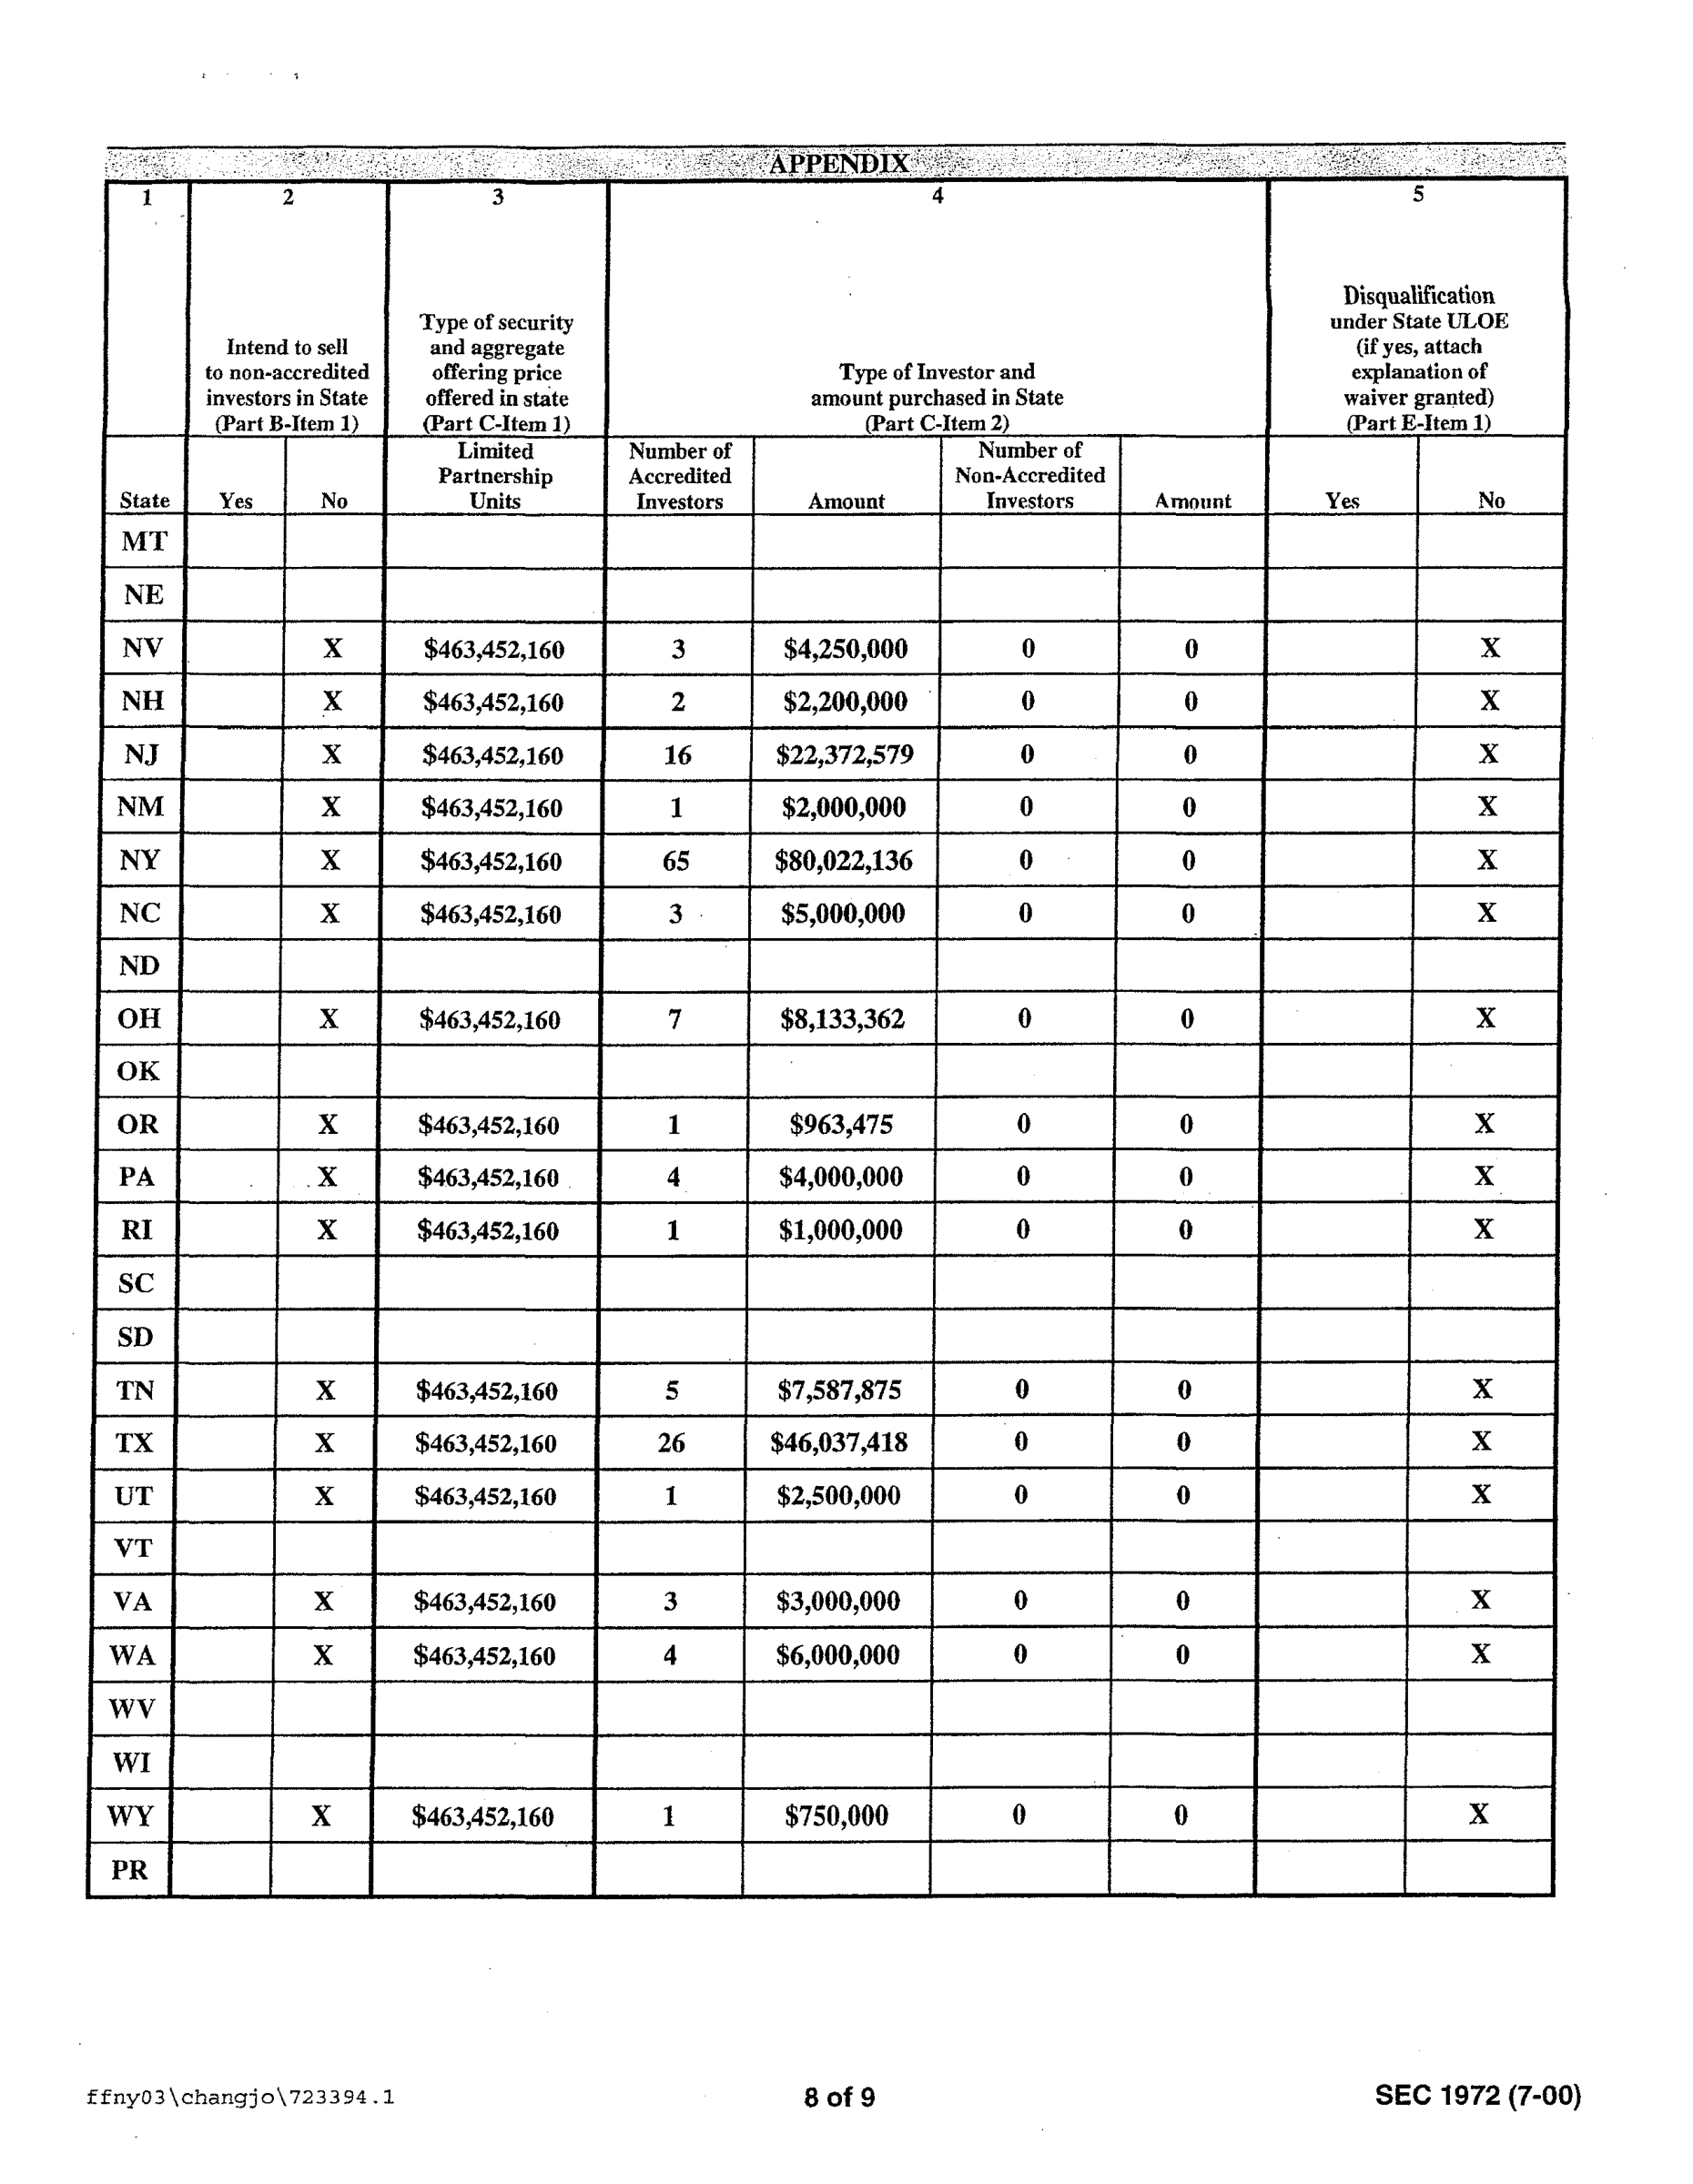 APPENDIX
1 2 3 4 5
Intend to sell
to non-accredited
investors in State
(Part B-Item 1)
Type of security
and aggregate
offering price
offered in state
(Part C-Item 1)
Type of Investor and
amount purchased in State
(Part C-Item 2)
Disqualification
under State ULOE
(if yes, attach
explanation of
waiver granted)
(Part E-Item 1)
State Yes No
Limited
Partnership
Units
Number of
Accredited
Investors
Amount
Number of
Non-Accredited
Investors
Amount Yes No
MT
NE
NV X $463,452,160 3 $4,250,000 0 0 X
NH X $463,452,160 2 $2,200,000 0 0 X
NJ X $463,452,160 16 $22,372,579 0 0 X
NM X $463,452,160 1 $2,000,000 0 0 X
NY X $463,452,160 65 $80,022,136 0 0 X
NC X $463,452,160 3 $5,000,000 0 0 X
ND
OH X $463,452,160 7 $8,133,362 0 0 X
OK
OR X $463,452,160 1 $963,475 0 0 X
PA X $463,452,160 4 $4,000,000 0 0 X
RI X $463,452,160 1 $1,000,000 0 0 X
SC
SD
TN X $463,452,160 5 $7,587,875 0 0 X
TX X $463,452,160 26 $46,037,418 0 0 X
UT X $463,452,160 1 $2,500,000 0 0 X
VT
VA X $463,452,160 3 $3,000,000 0 0 X
WA X $463,452,160 4 $6,000,000 0 0 X
WV
WI
WY X $463,452,160 1 $750,000 0 0 X
PR
ffny03\changjo\723394.1 8 of 9 SEC 1972 (7-00)